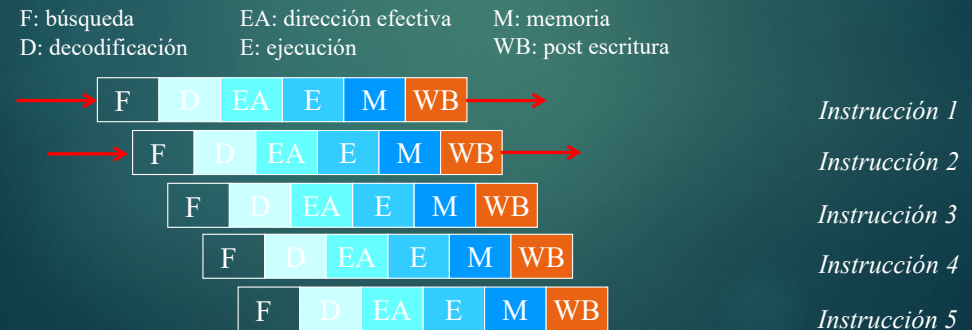 F: búsqueda EA: dirección efectiva M: memoria
D: decodificación E: ejecución WB: post escritura
F D EA E M WB Instrucción 1
F D EA E M WB Instrucción 2
F D EA E M WB Instrucción 3
F D EA E M WB Instrucción 4
F D EA E M WB Instrucción 5